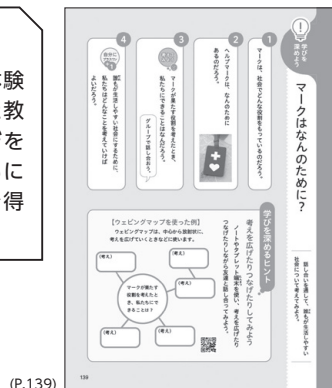 験
教
を
に
得
学びを
深めよう
マークはなんのために？
話し合いを通して、誰もが生活しやすい
社会について考えてみよう。
1
マークは、社会でどんな役割をもっているのだろう。
2
ヘルプマークは、なんのために
あるのだろう。
3
マークが果たす役割を考えたとき、
私たちにできることはなんだろう。
グループで話し合おう。
4
誰もが生活しやすい社会にするために、
私たちはどんなことを考えていけば
よいだろう。
学びを深めるヒント
考えを広げたりつなげたりしてみよう
ノートやタブレット端末を使い、考えを広げたり
つなげたりしながら友達と話し合ってみよう。
【ウェビングマップを使った例】
ウェビングマップは、中心から放射状に、
考えを広げていくときなどに使います。
(考え)
(考え)
(考え)
マークが果たす
役割を考えたと
き、私たちにで
きることは？
(考え)
(考え)
139
(P.139)